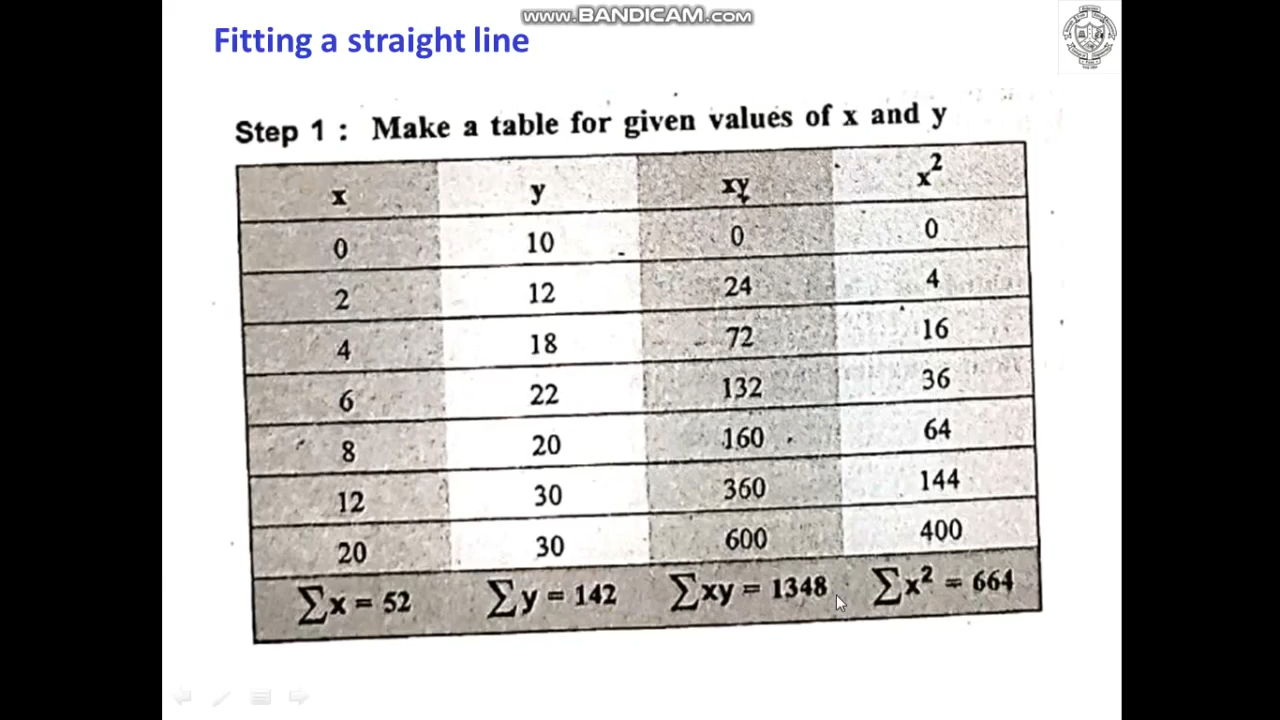 www.BANDICAM.com
Fitting a straight line
Step 1 : Make a table for given values of x and y
x y xy x²
0 10 0 0
2 12 24 4
4 18 72 16
6 22 132 36
8 20 160 64
12 30 360 144
20 30 600 400
∑x = 52 ∑y = 142 ∑xy = 1348 ∑x² = 664